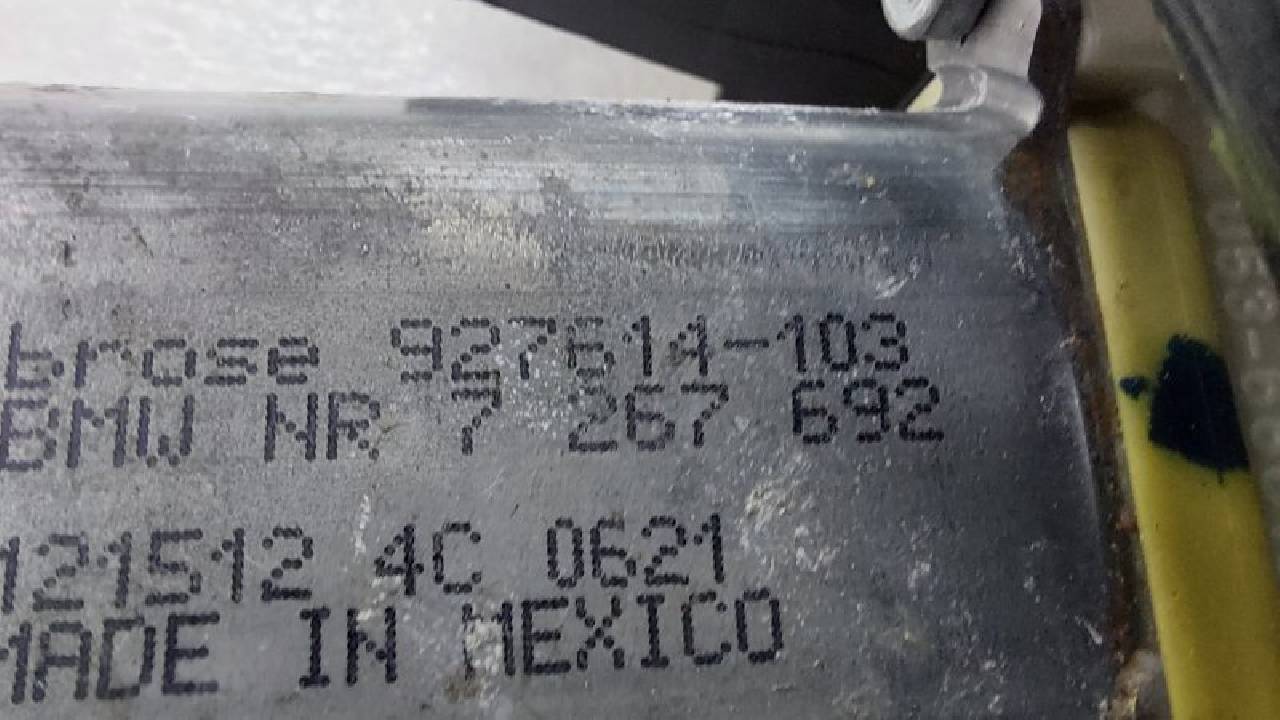 brose 927614-103
BMW NR 7 267 692
121512 4C 0621
MADE IN MEXICO